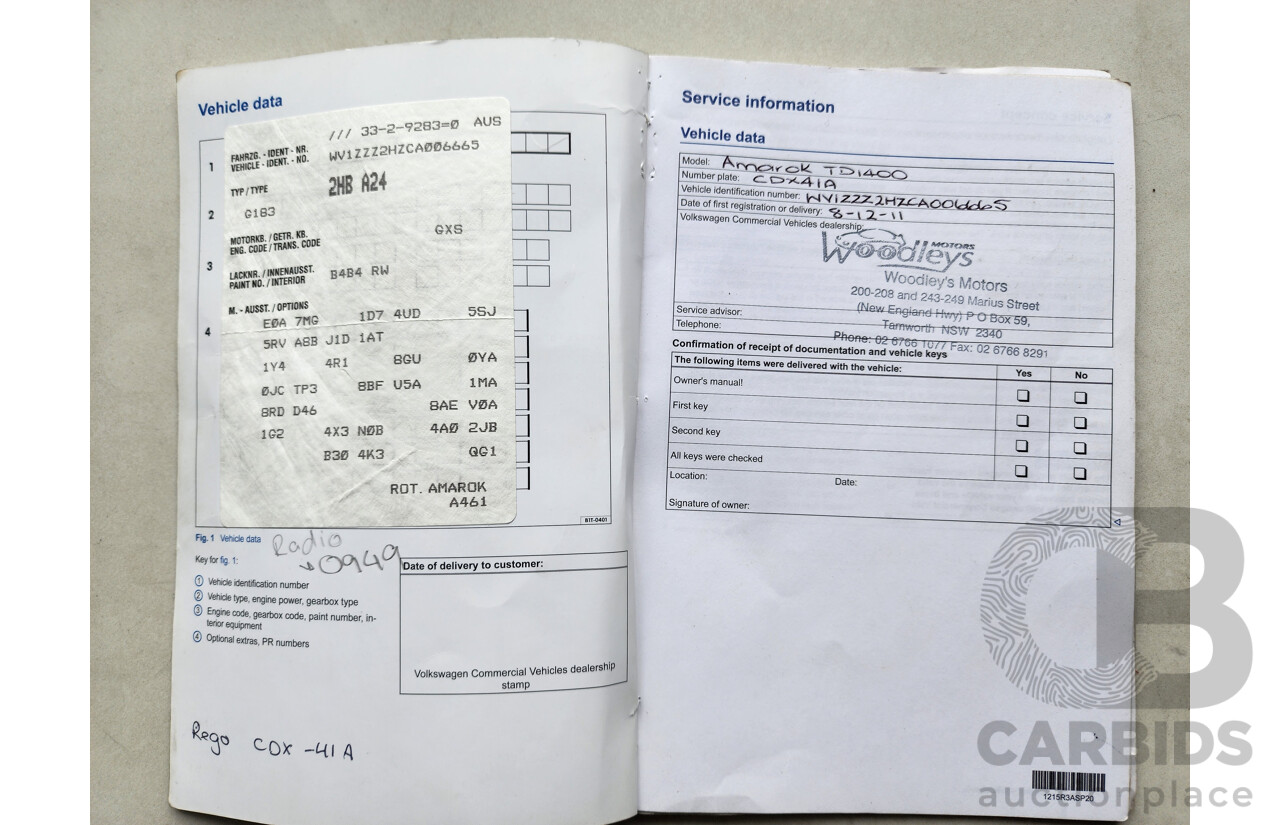 Vehicle data
/// 33-2-9283=0 AUS
1
FAHRZG. - IDENT - NR.
VEHICLE - IDENT. - NO.
WV1ZZZ2HZCA006665
TYP / TYPE
2HB A24
2
G183
GXS
MOTORKB. / GETR. KB.
ENG. CODE / TRANS. CODE
3
LACKNR. / INNENAUSST.
PAINT NO. / INTERIOR
B4B4 RW
M. - AUSST. / OPTIONS
4
E0A 7MG 1D7 4UD 5SJ
5RV A8B J1D 1AT
1Y4 4R1 8GU 0YA
0JC TP3 8BF U5A 1MA
8RD D46 8AE V0A
1G2 4X3 N0B 4A0 2JB
B30 4K3 QG1
ROT. AMAROK
A461
B1T-0401
Fig. 1 Vehicle data
Radio
0949
Key for fig. 1:
① Vehicle identification number
② Vehicle type, engine power, gearbox type
③ Engine code, gearbox code, paint number, in-
terior equipment
④ Optional extras, PR numbers
Date of delivery to customer:
Volkswagen Commercial Vehicles dealership
stamp
Rego CDX -41A
Service information
Vehicle data
Model: Amarok TDI400
Number plate: CDX41A
Vehicle identification number: WV1ZZZ2HZCA006665
Date of first registration or delivery: 8-12-11
Volkswagen Commercial Vehicles dealership:
Woodleys MOTORS
Woodley's Motors
200-208 and 243-249 Marius Street
(New England Hwy) P O Box 59,
Tamworth NSW 2340
Phone: 02 6766 1077 Fax: 02 6766 8291
Service advisor:
Telephone:
Confirmation of receipt of documentation and vehicle keys
The following items were delivered with the vehicle: Yes No
Owner's manual!
First key
Second key
All keys were checked
Location: Date:
Signature of owner:
CARBIDS
auctionplace
1215R3ASP20